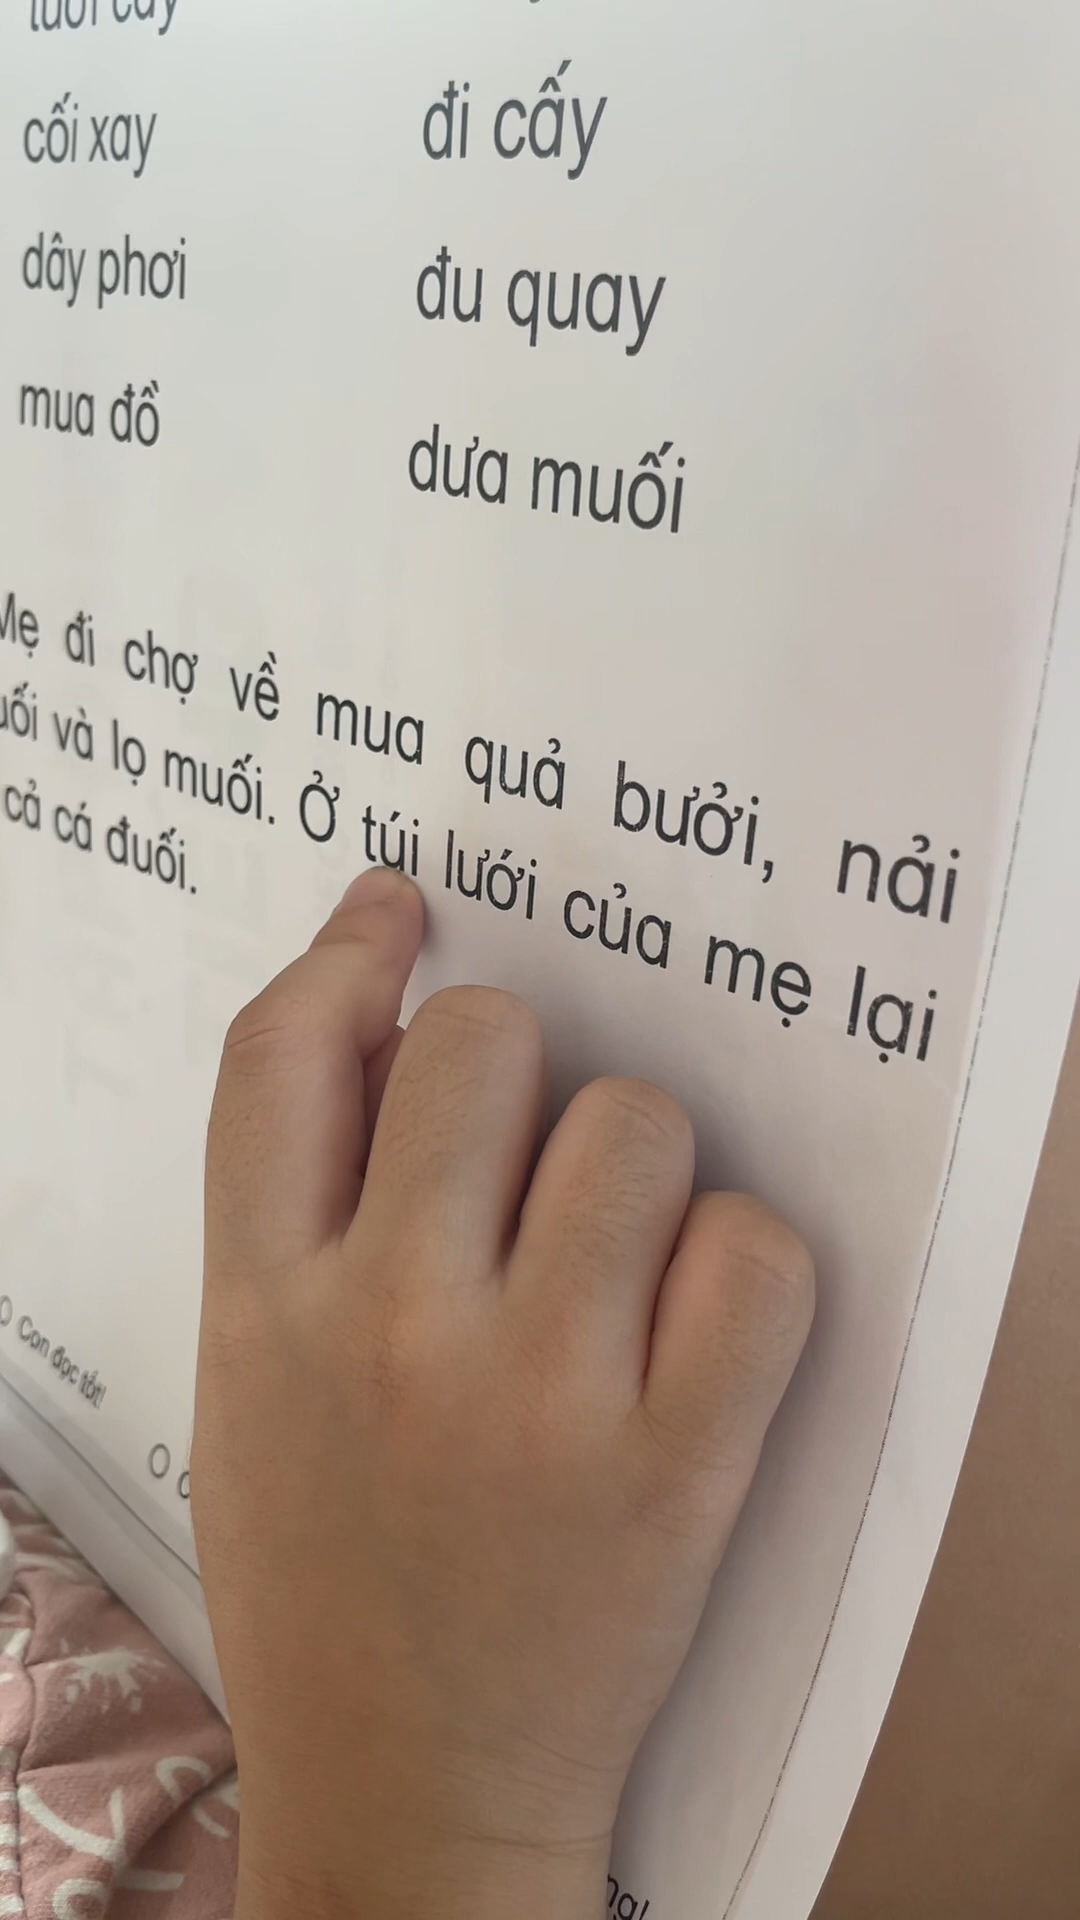 cối xay
đi cấy
dây phơi
đu quay
mua đồ
dưa muối
Mẹ đi chợ về mua quả bưởi, nải
và lọ muối. Ở túi lưới của mẹ lại
cả cá đuối.
Con đọc tốt!